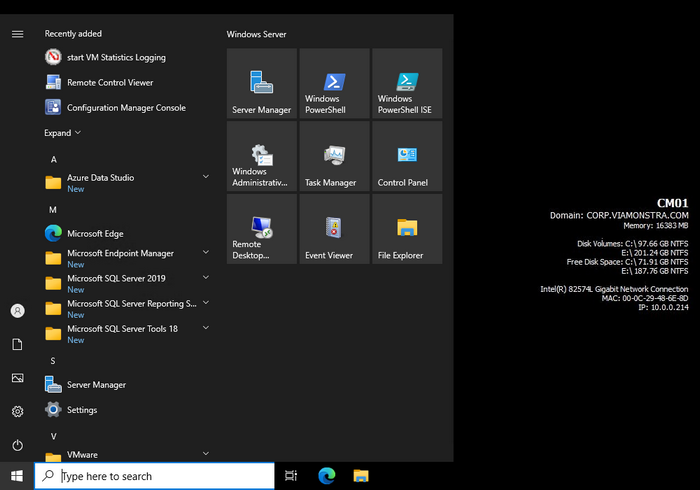 Recently added
start VM Statistics Logging
Remote Control Viewer
Configuration Manager Console
Expand
A
Azure Data Studio
New
M
Microsoft Edge
Microsoft Endpoint Manager
New
Microsoft SQL Server 2019
New
Microsoft SQL Server Reporting S...
New
Microsoft SQL Server Tools 18
New
S
Server Manager
Settings
V
VMware
Type here to search
Windows Server
Server Manager
Windows
PowerShell
Windows
PowerShell ISE
Windows
Administrativ...
Task Manager
Control Panel
Remote
Desktop...
Event Viewer
File Explorer
CM01
Domain: CORP.VIAMONSTRA.COM
Memory: 16383 MB
Disk Volumes: C:\ 97.66 GB NTFS
E:\ 201.24 GB NTFS
Free Disk Space: C:\ 71.91 GB NTFS
E:\ 187.76 GB NTFS
Intel(R) 82574L Gigabit Network Connection
MAC: 00-0C-29-48-6E-8D
IP: 10.0.0.214